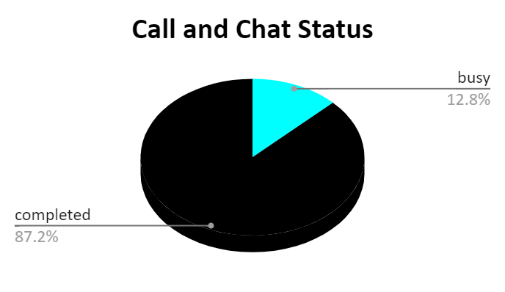 Call and Chat Status
busy
12.8%
completed
87.2%